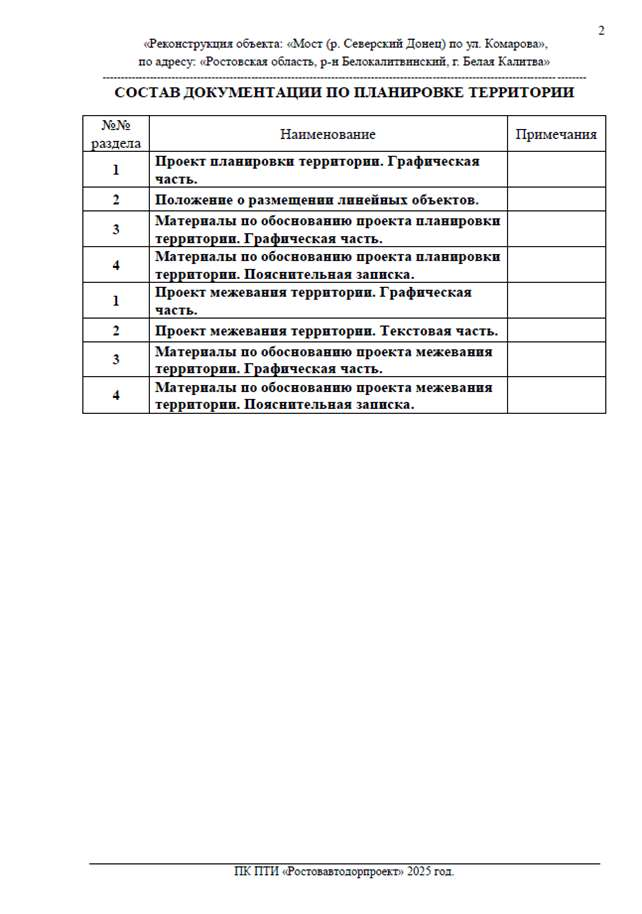 2
«Реконструкция объекта: «Мост (р. Северский Донец) по ул. Комарова»,
по адресу: «Ростовская область, р-н Белокалитвинский, г. Белая Калитва»
СОСТАВ ДОКУМЕНТАЦИИ ПО ПЛАНИРОВКЕ ТЕРРИТОРИИ
№№
раздела
Наименование
Примечания
1
Проект планировки территории. Графическая
часть.
2
Положение о размещении линейных объектов.
3
Материалы по обоснованию проекта планировки
территории. Графическая часть.
4
Материалы по обоснованию проекта планировки
территории. Пояснительная записка.
1
Проект межевания территории. Графическая
часть.
2
Проект межевания территории. Текстовая часть.
3
Материалы по обоснованию проекта межевания
территории. Графическая часть.
4
Материалы по обоснованию проекта межевания
территории. Пояснительная записка.
ПК ПТИ «Ростовавтодорпроект» 2025 год.